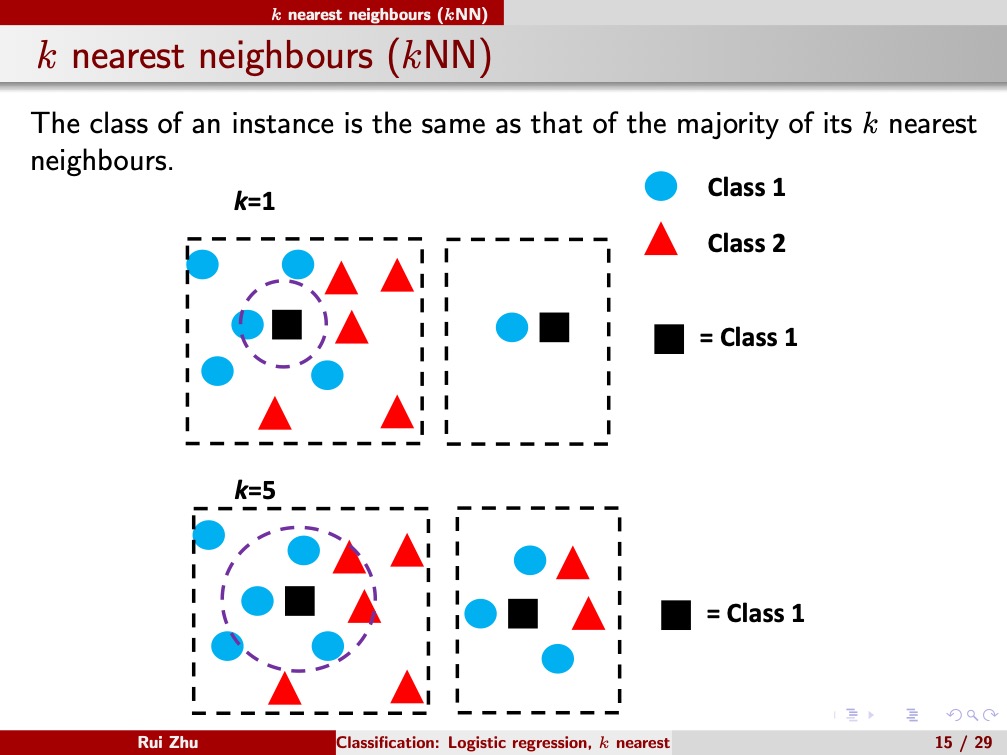 k nearest neighbours (kNN)
k nearest neighbours (kNN)
The class of an instance is the same as that of the majority of its k nearest
neighbours.
k=1
Class 1
Class 2
= Class 1
k=5
= Class 1
Rui Zhu
Classification: Logistic regression, k nearest
15 / 29